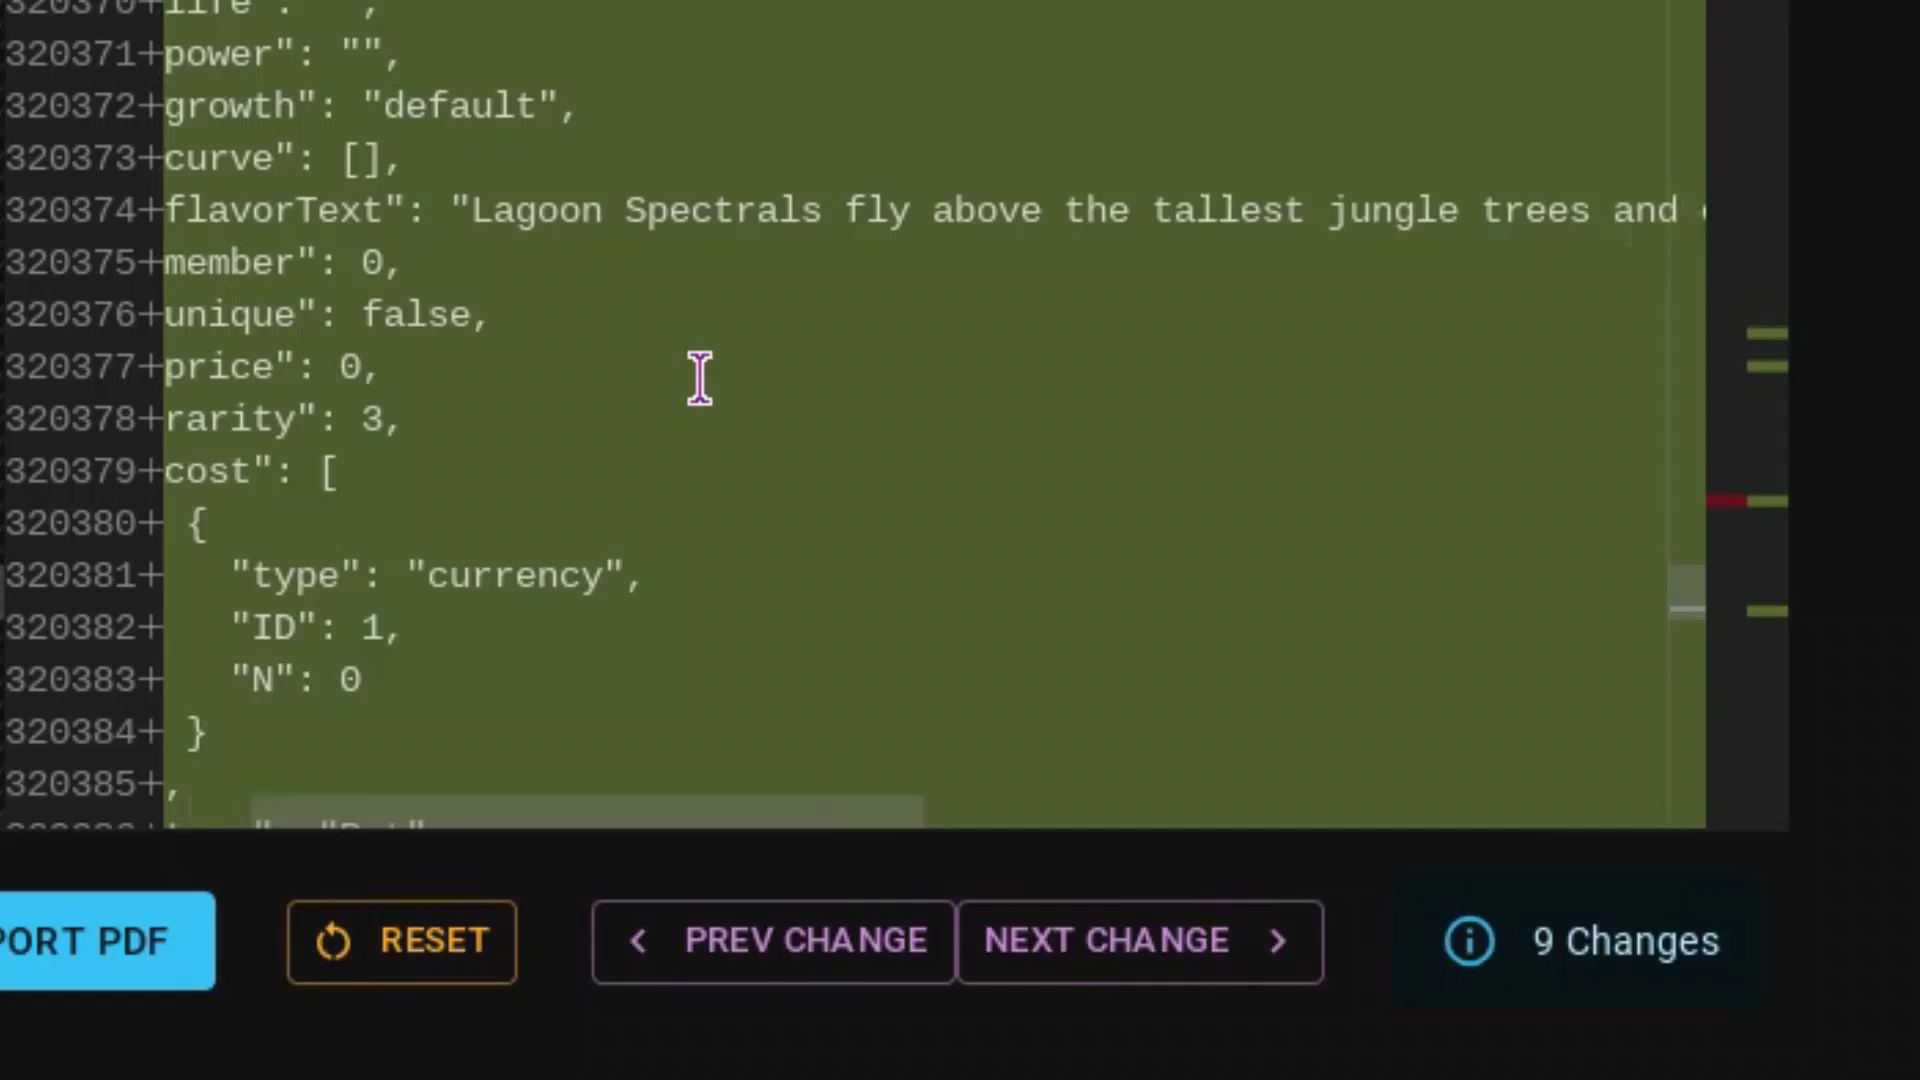 320370+life": "",
320371+power": "",
320372+growth": "default",
320373+curve": [],
320374+flavorText": "Lagoon Spectrals fly above the tallest jungle trees and
320375+member": 0,
320376+unique": false,
320377+price": 0,
320378+rarity": 3,
320379+cost": [
320380+ {
320381+ "type": "currency",
320382+ "ID": 1,
320383+ "N": 0
320384+ }
320385+,
PORT PDF
RESET
PREV CHANGE
NEXT CHANGE
9 Changes